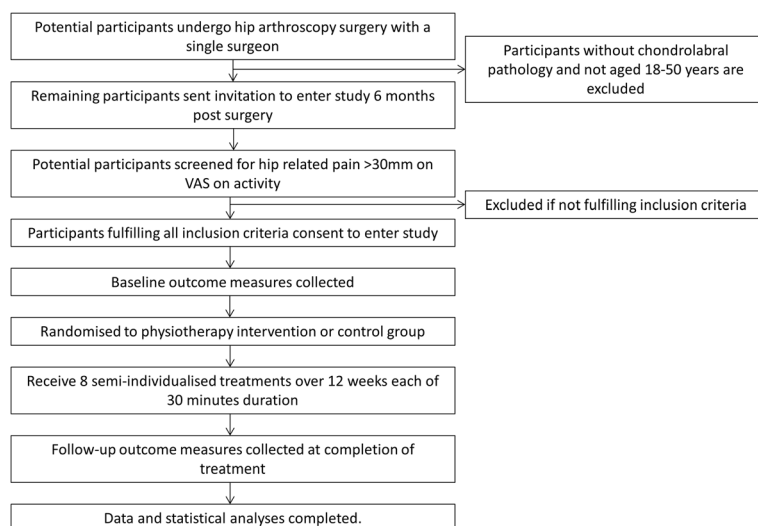 Potential participants undergo hip arthroscopy surgery with a
single surgeon
Participants without chondrolabral
pathology and not aged 18-50 years are
excluded
Remaining participants sent invitation to enter study 6 months
post surgery
Potential participants screened for hip related pain >30mm on
VAS on activity
Excluded if not fulfilling inclusion criteria
Participants fulfilling all inclusion criteria consent to enter study
Baseline outcome measures collected
Randomised to physiotherapy intervention or control group
Receive 8 semi-individualised treatments over 12 weeks each of
30 minutes duration
Follow-up outcome measures collected at completion of
treatment
Data and statistical analyses completed.